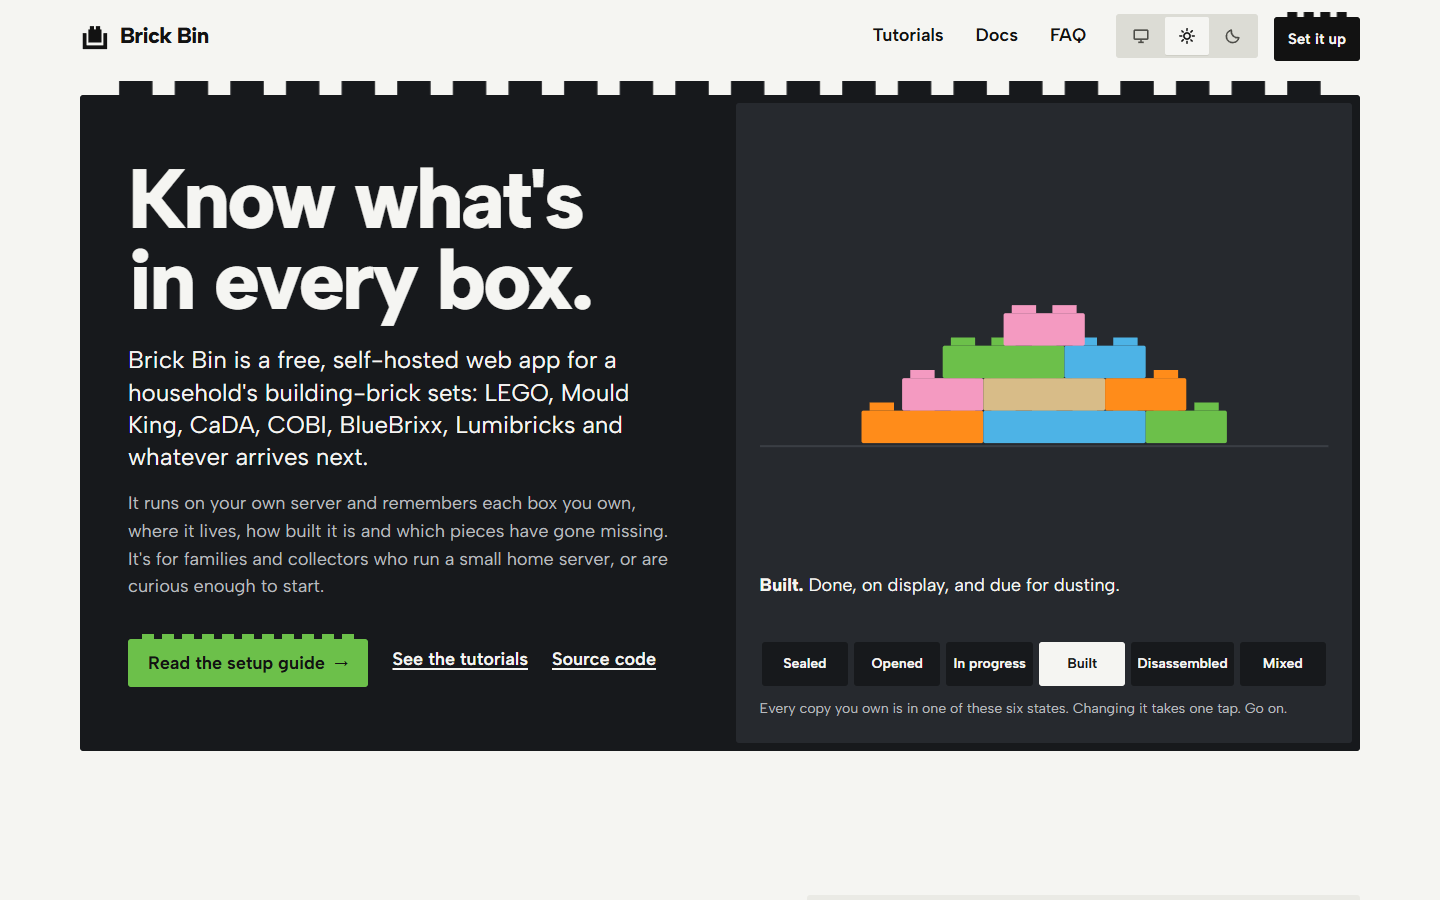 Brick Bin
Tutorials
Docs
FAQ
Set it up
Know what's
in every box.
Brick Bin is a free, self-hosted web app for a
household's building-brick sets: LEGO, Mould
King, CaDA, COBI, BlueBrixx, Lumibricks and
whatever arrives next.
It runs on your own server and remembers each box you own,
where it lives, how built it is and which pieces have gone missing.
It's for families and collectors who run a small home server, or are
curious enough to start.
Read the setup guide →
See the tutorials
Source code
Built. Done, on display, and due for dusting.
Sealed
Opened
In progress
Built
Disassembled
Mixed
Every copy you own is in one of these six states. Changing it takes one tap. Go on.